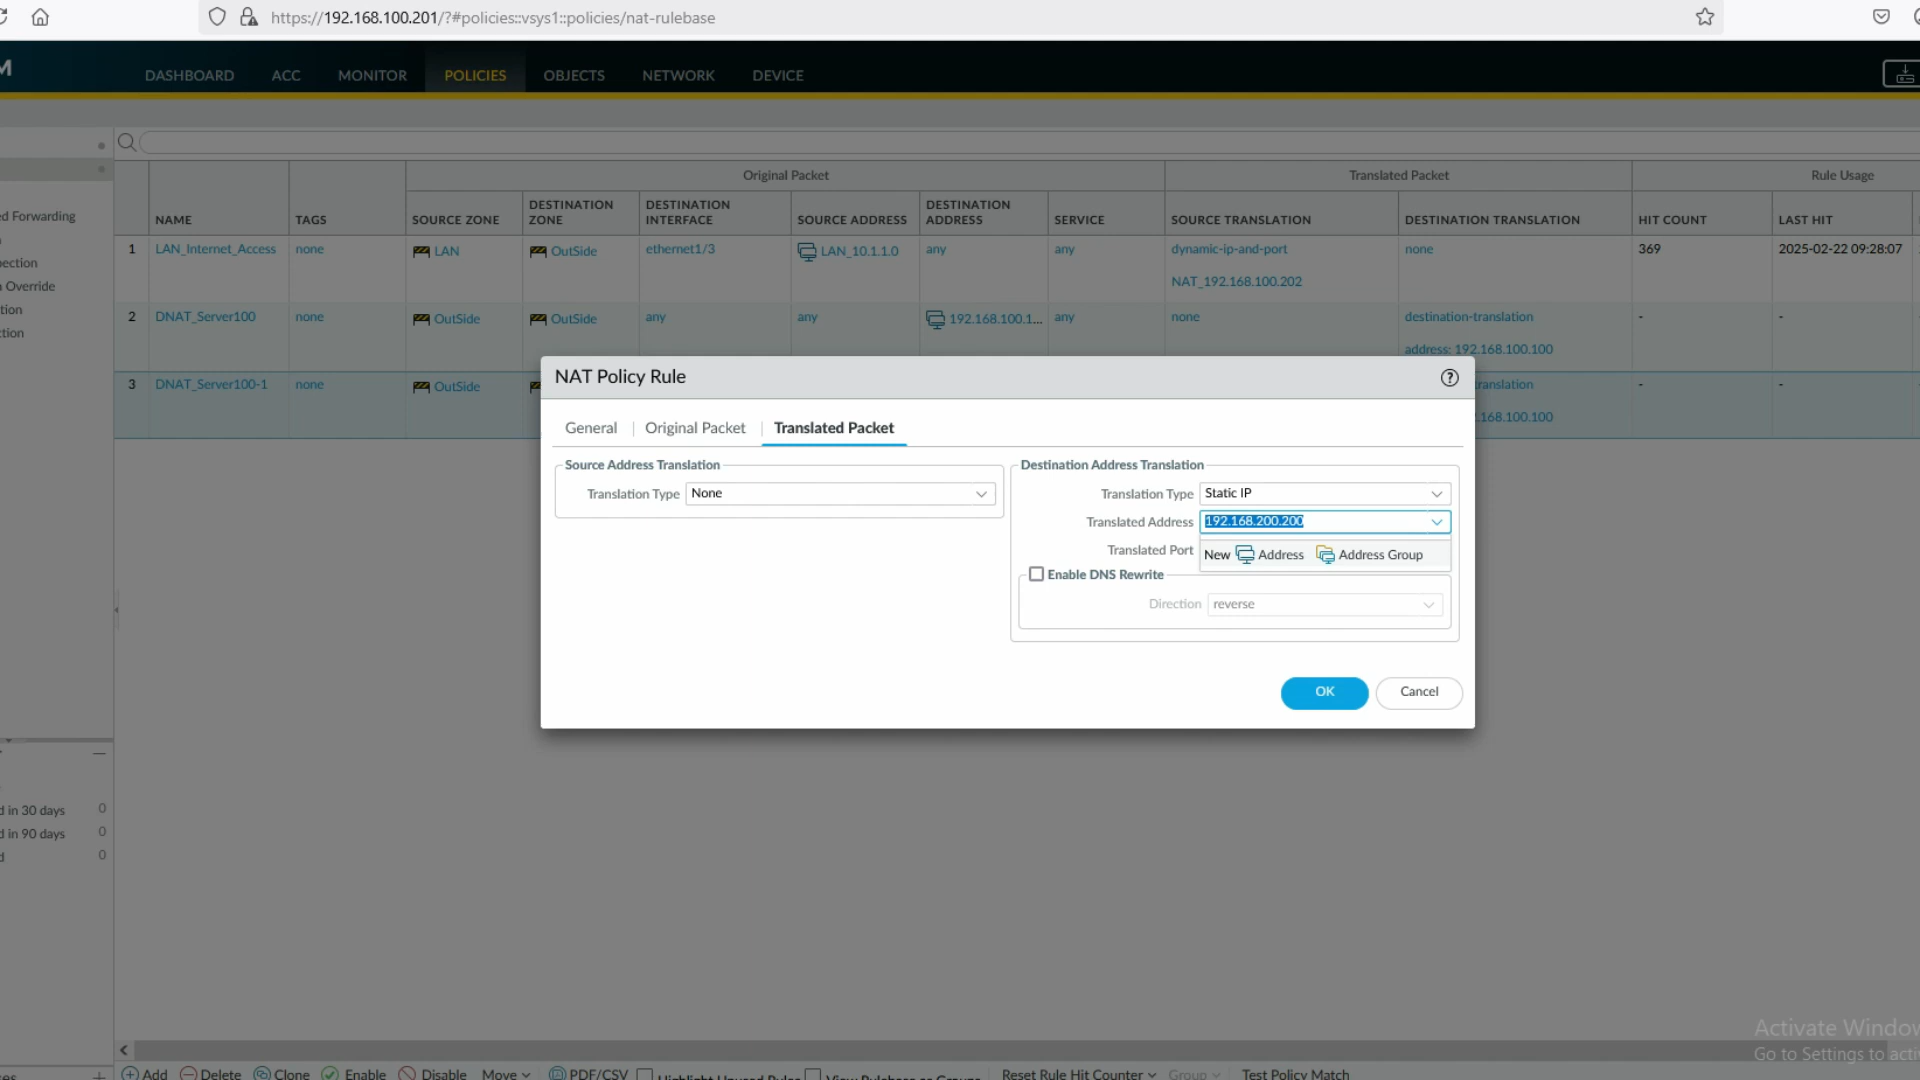 https://192.168.100.201/?#policies::vsys1::policies/nat-rulebase
M
DASHBOARD ACC MONITOR POLICIES OBJECTS NETWORK DEVICE
Original Packet Translated Packet Rule Usage
NAME TAGS SOURCE ZONE DESTINATION ZONE DESTINATION INTERFACE SOURCE ADDRESS DESTINATION ADDRESS SERVICE SOURCE TRANSLATION DESTINATION TRANSLATION HIT COUNT LAST HIT
1 LAN_Internet_Access none LAN OutSide ethernet1/3 LAN_10.1.1.0 any any dynamic-ip-and-port none 369 2025-02-22 09:28:07
NAT_192.168.100.202
2 DNAT_Server100 none OutSide OutSide any any 192.168.100.1... any none destination-translation - -
address: 192.168.100.100
3 DNAT_Server100-1 none OutSide ranslation - -
.168.100.100
d Forwarding
ection
Override
tion
ction
NAT Policy Rule
General Original Packet Translated Packet
Source Address Translation
Translation Type None
Destination Address Translation
Translation Type Static IP
Translated Address 192.168.200.200
Translated Port
New Address Address Group
Enable DNS Rewrite
Direction reverse
OK Cancel
d in 30 days 0
d in 90 days 0
d 0
Activate Window
Go to Settings to acti
Add Delete Clone Enable Disable Move PDF/CSV Highlight Unused Rules View Rulebase as Groups Reset Rule Hit Counter Group Test Policy Match